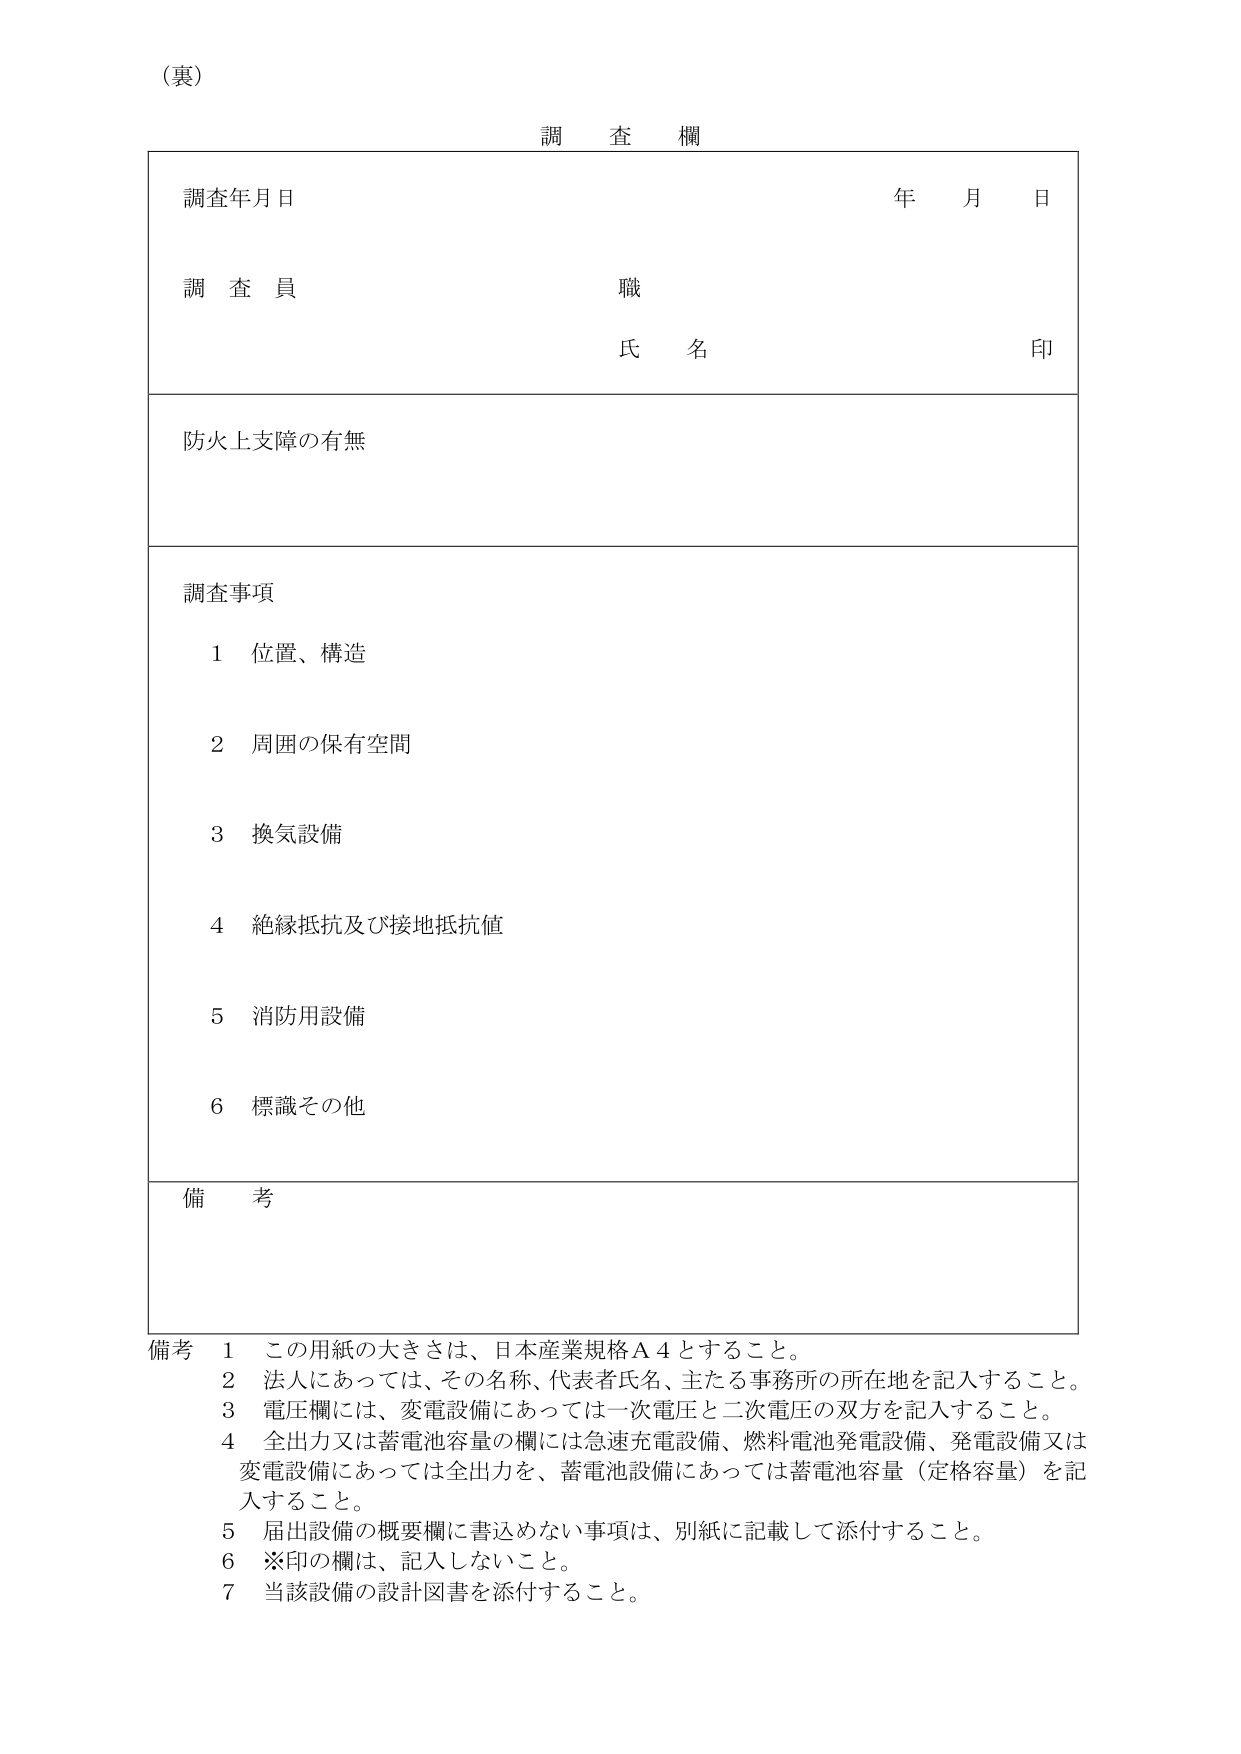 （裏）
調　査　欄
調査年月日　　　　　年　月　日
調　査　員　　　　　職
氏　名　　　　　印
防火上支障の有無
調査事項
１　位置、構造
２　周囲の保有空間
３　換気設備
４　絶縁抵抗及び接地抵抗値
５　消防用設備
６　標識その他
備　考
備考　１　この用紙の大きさは、日本産業規格Ａ４とすること。
２　法人にあっては、その名称、代表者氏名、主たる事務所の所在地を記入すること。
３　電圧欄には、変電設備にあっては一次電圧と二次電圧の双方を記入すること。
４　全出力又は蓄電池容量の欄には急速充電設備、燃料電池発電設備、発電設備又は
変電設備にあっては全出力を、蓄電池設備にあっては蓄電池容量（定格容量）を記
入すること。
５　届出設備の概要欄に書込めない事項は、別紙に記載して添付すること。
６　※印の欄は、記入しないこと。
７　当該設備の設計図書を添付すること。